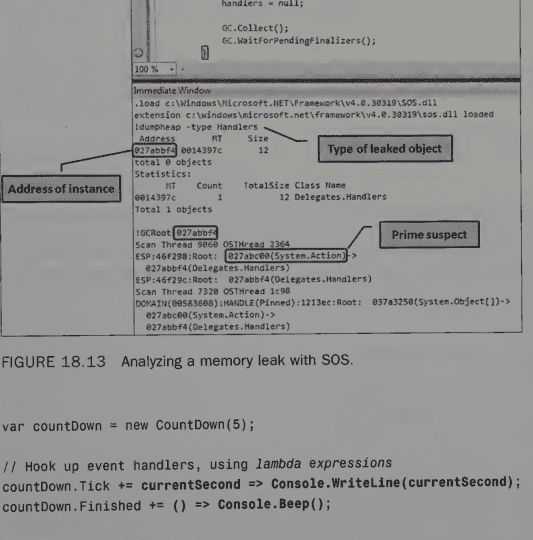 handlers = null;
GC.Collect();
GC.WaitForPendingFinalizers();
}
100 %
Immediate Window
.load c:\Windows\Microsoft.NET\Framework\v4.0.30319\SOS.dll
extension c:\windows\microsoft.net\framework\v4.0.30319\sos.dll loaded
!dumpheap -type Handlers
Address MT Size
027abbf4 0014397c 12
total 0 objects
Statistics:
MT Count TotalSize Class Name
0014397c 1 12 Delegates.Handlers
Total 1 objects
Type of leaked object
Address of instance
!GCRoot 027abbf4
Scan Thread 9060 OSTHread 2364
ESP:46f298:Root: 027abc00(System.Action)->
027abbf4(Delegates.Handlers)
ESP:46f29c:Root: 027abbf4(Delegates.Handlers)
Scan Thread 7320 OSTHread 1c98
DOMAIN(00583608):HANDLE(Pinned):1213ec:Root: 037a3250(System.Object[])->
027abc00(System.Action)->
027abbf4(Delegates.Handlers)
Prime suspect
FIGURE 18.13 Analyzing a memory leak with SOS.
var countDown = new CountDown(5);
// Hook up event handlers, using lambda expressions
countDown.Tick += currentSecond => Console.WriteLine(currentSecond);
countDown.Finished += () => Console.Beep();